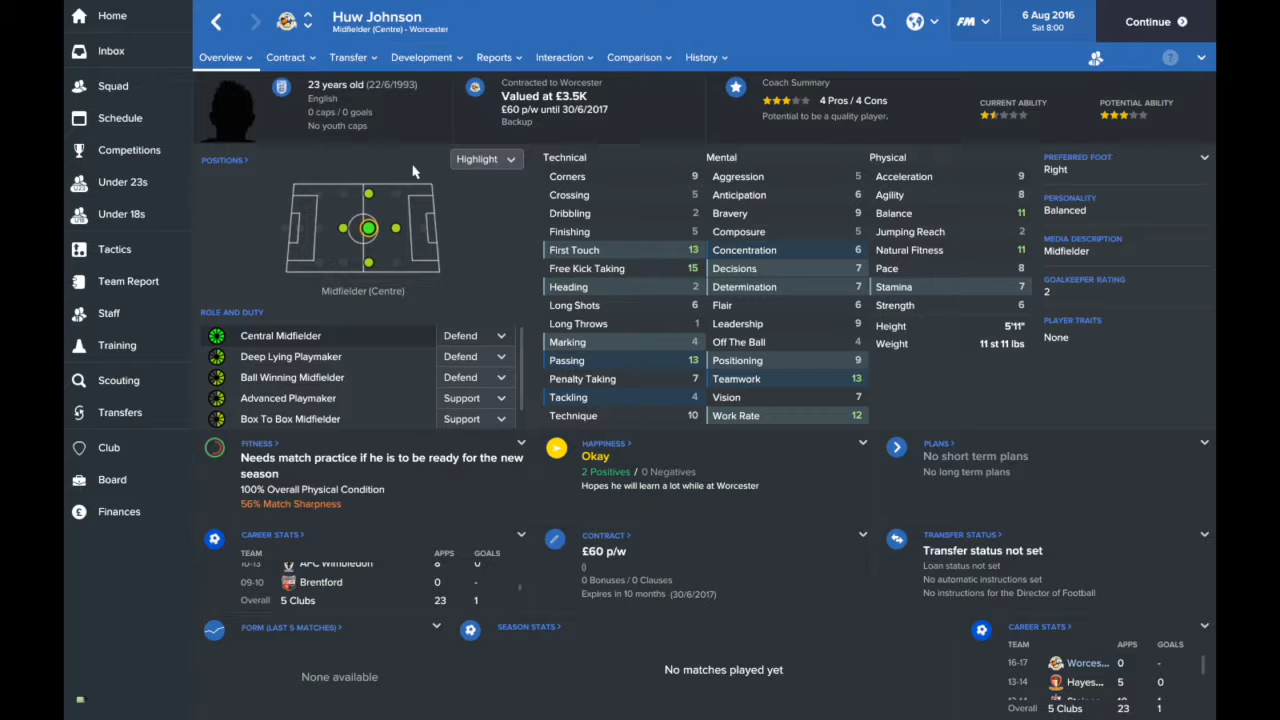 Home
Inbox
Squad
Schedule
Competitions
Under 23s
Under 18s
Tactics
Team Report
Staff
Training
Scouting
Transfers
Club
Board
Finances
Huw Johnson
Midfielder (Centre) - Worcester
FM
6 Aug 2016
Sat 8:00
Continue
Overview Contract Transfer Development Reports Interaction Comparison History
23 years old (22/6/1993)
English
0 caps / 0 goals
No youth caps
Contracted to Worcester
Valued at £3.5K
£60 p/w until 30/6/2017
Backup
Coach Summary
4 Pros / 4 Cons
Potential to be a quality player.
CURRENT ABILITY
POTENTIAL ABILITY
POSITIONS >
Highlight
Midfielder (Centre)
ROLE AND DUTY
Central Midfielder Defend
Deep Lying Playmaker Defend
Ball Winning Midfielder Defend
Advanced Playmaker Support
Box To Box Midfielder Support
Technical
Corners 9
Crossing 5
Dribbling 2
Finishing 5
First Touch 13
Free Kick Taking 15
Heading 2
Long Shots 6
Long Throws 1
Marking 4
Passing 13
Penalty Taking 7
Tackling 4
Technique 10
Mental
Aggression 5
Anticipation 6
Bravery 9
Composure 5
Concentration 6
Decisions 7
Determination 7
Flair 6
Leadership 9
Off The Ball 4
Positioning 9
Teamwork 13
Vision 7
Work Rate 12
Physical
Acceleration 9
Agility 8
Balance 11
Jumping Reach 2
Natural Fitness 11
Pace 8
Stamina 7
Strength 6
Height 5'11"
Weight 11 st 11 lbs
PREFERRED FOOT
Right
PERSONALITY
Balanced
MEDIA DESCRIPTION
Midfielder
GOALKEEPER RATING
2
PLAYER TRAITS
None
FITNESS >
Needs match practice if he is to be ready for the new
season
100% Overall Physical Condition
56% Match Sharpness
HAPPINESS >
Okay
2 Positives / 0 Negatives
Hopes he will learn a lot while at Worcester
PLANS >
No short term plans
No long term plans
CAREER STATS >
TEAM APPS GOALS
10-13 AFC Wimbledon 8 0
09-10 Brentford 0 -
Overall 5 Clubs 23 1
CONTRACT >
£60 p/w
()
0 Bonuses / 0 Clauses
Expires in 10 months (30/6/2017)
TRANSFER STATUS >
Transfer status not set
Loan status not set
No automatic instructions set
No instructions for the Director of Football
FORM (LAST 5 MATCHES) >
None available
SEASON STATS >
No matches played yet
CAREER STATS >
TEAM APPS GOALS
16-17 Worces... 0 -
13-14 Hayes... 5 0
Overall 5 Clubs 23 1